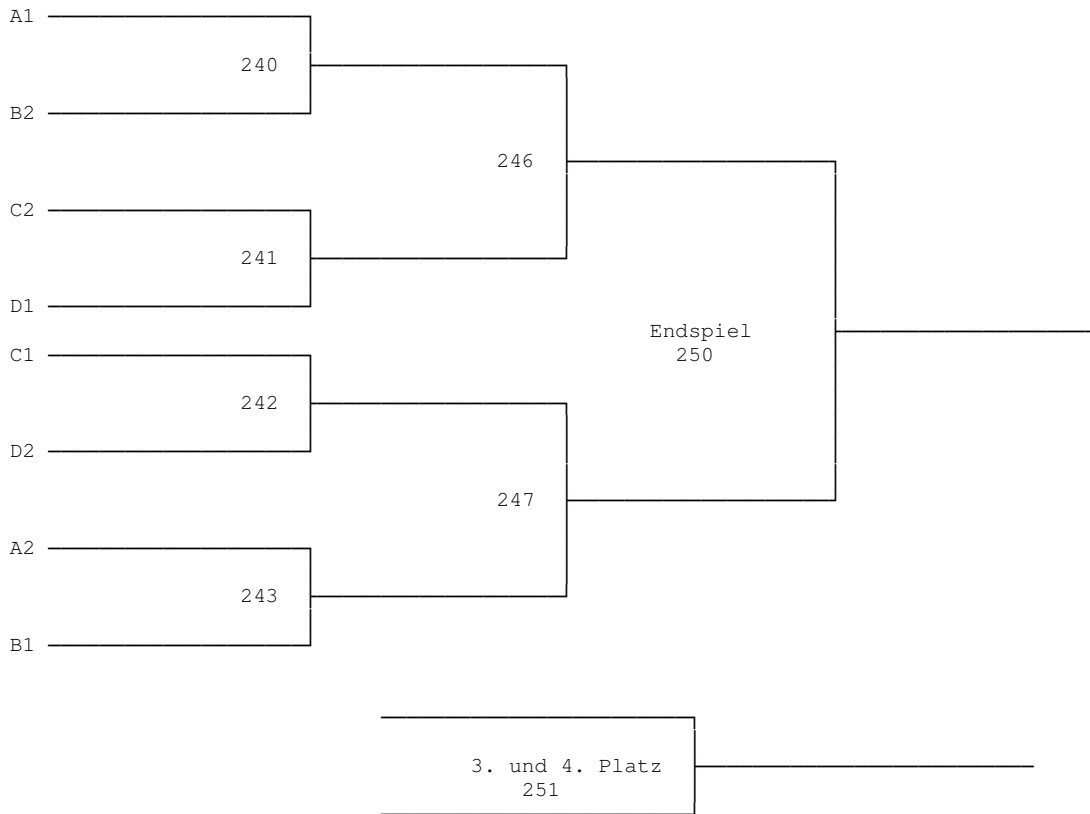 A1
240
B2
246
C2
241
D1
Endspiel
250
C1
242
D2
247
A2
243
B1
3. und 4. Platz
251